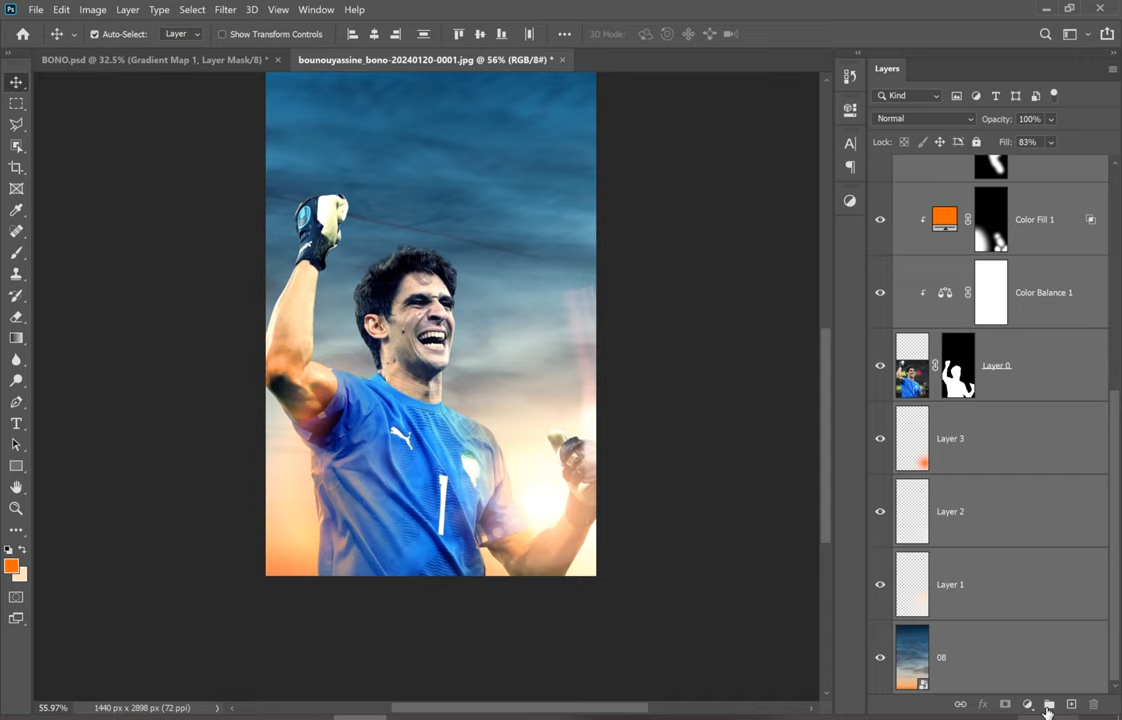 Ps File Edit Image Layer Type Select Filter 3D View Window Help
Auto-Select: Layer Show Transform Controls 3D Mode:
BONO.psd @ 32.5% (Gradient Map 1, Layer Mask/8) * × bounouyassine_bono-20240120-0001.jpg @ 56% (RGB/8#) * ×
Layers
Kind
Normal Opacity: 100%
Lock: Fill: 83%
Color Fill 1
Color Balance 1
Layer 0
Layer 3
Layer 2
Layer 1
08
1
55.97% 1440 px x 2898 px (72 ppi)